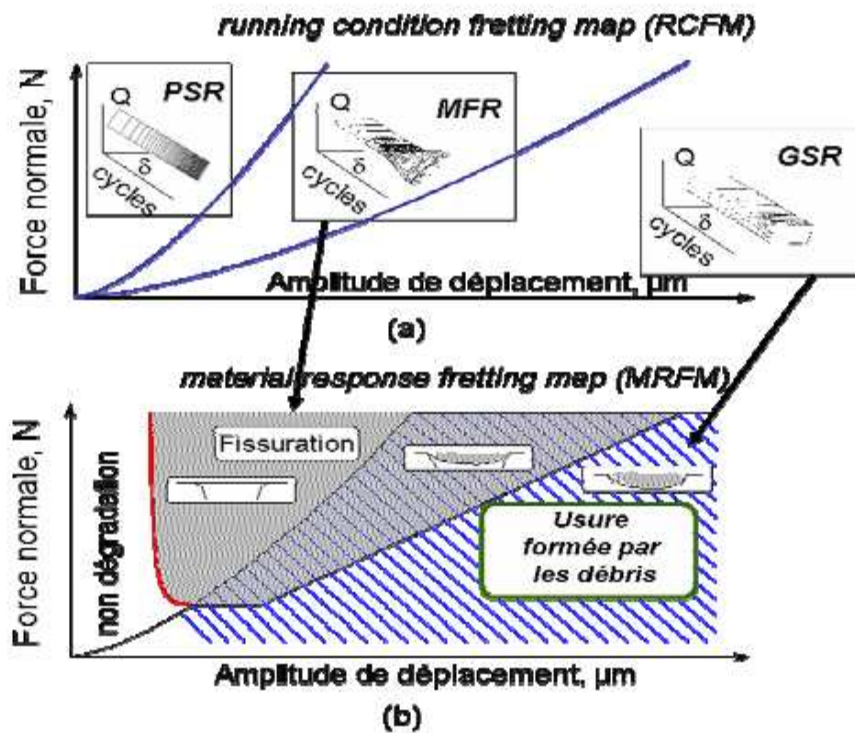 running condition fretting map (RCFM)
Force normale, N
Q
PSR
δ
cycles
Q
MFR
δ
cycles
Q
GSR
δ
cycles
Amplitude de déplacement, µm
(a)
material response fretting map (MRFM)
Force normale, N
non dégradation
Fissuration
Usure
formée par
les débris
Amplitude de déplacement, µm
(b)